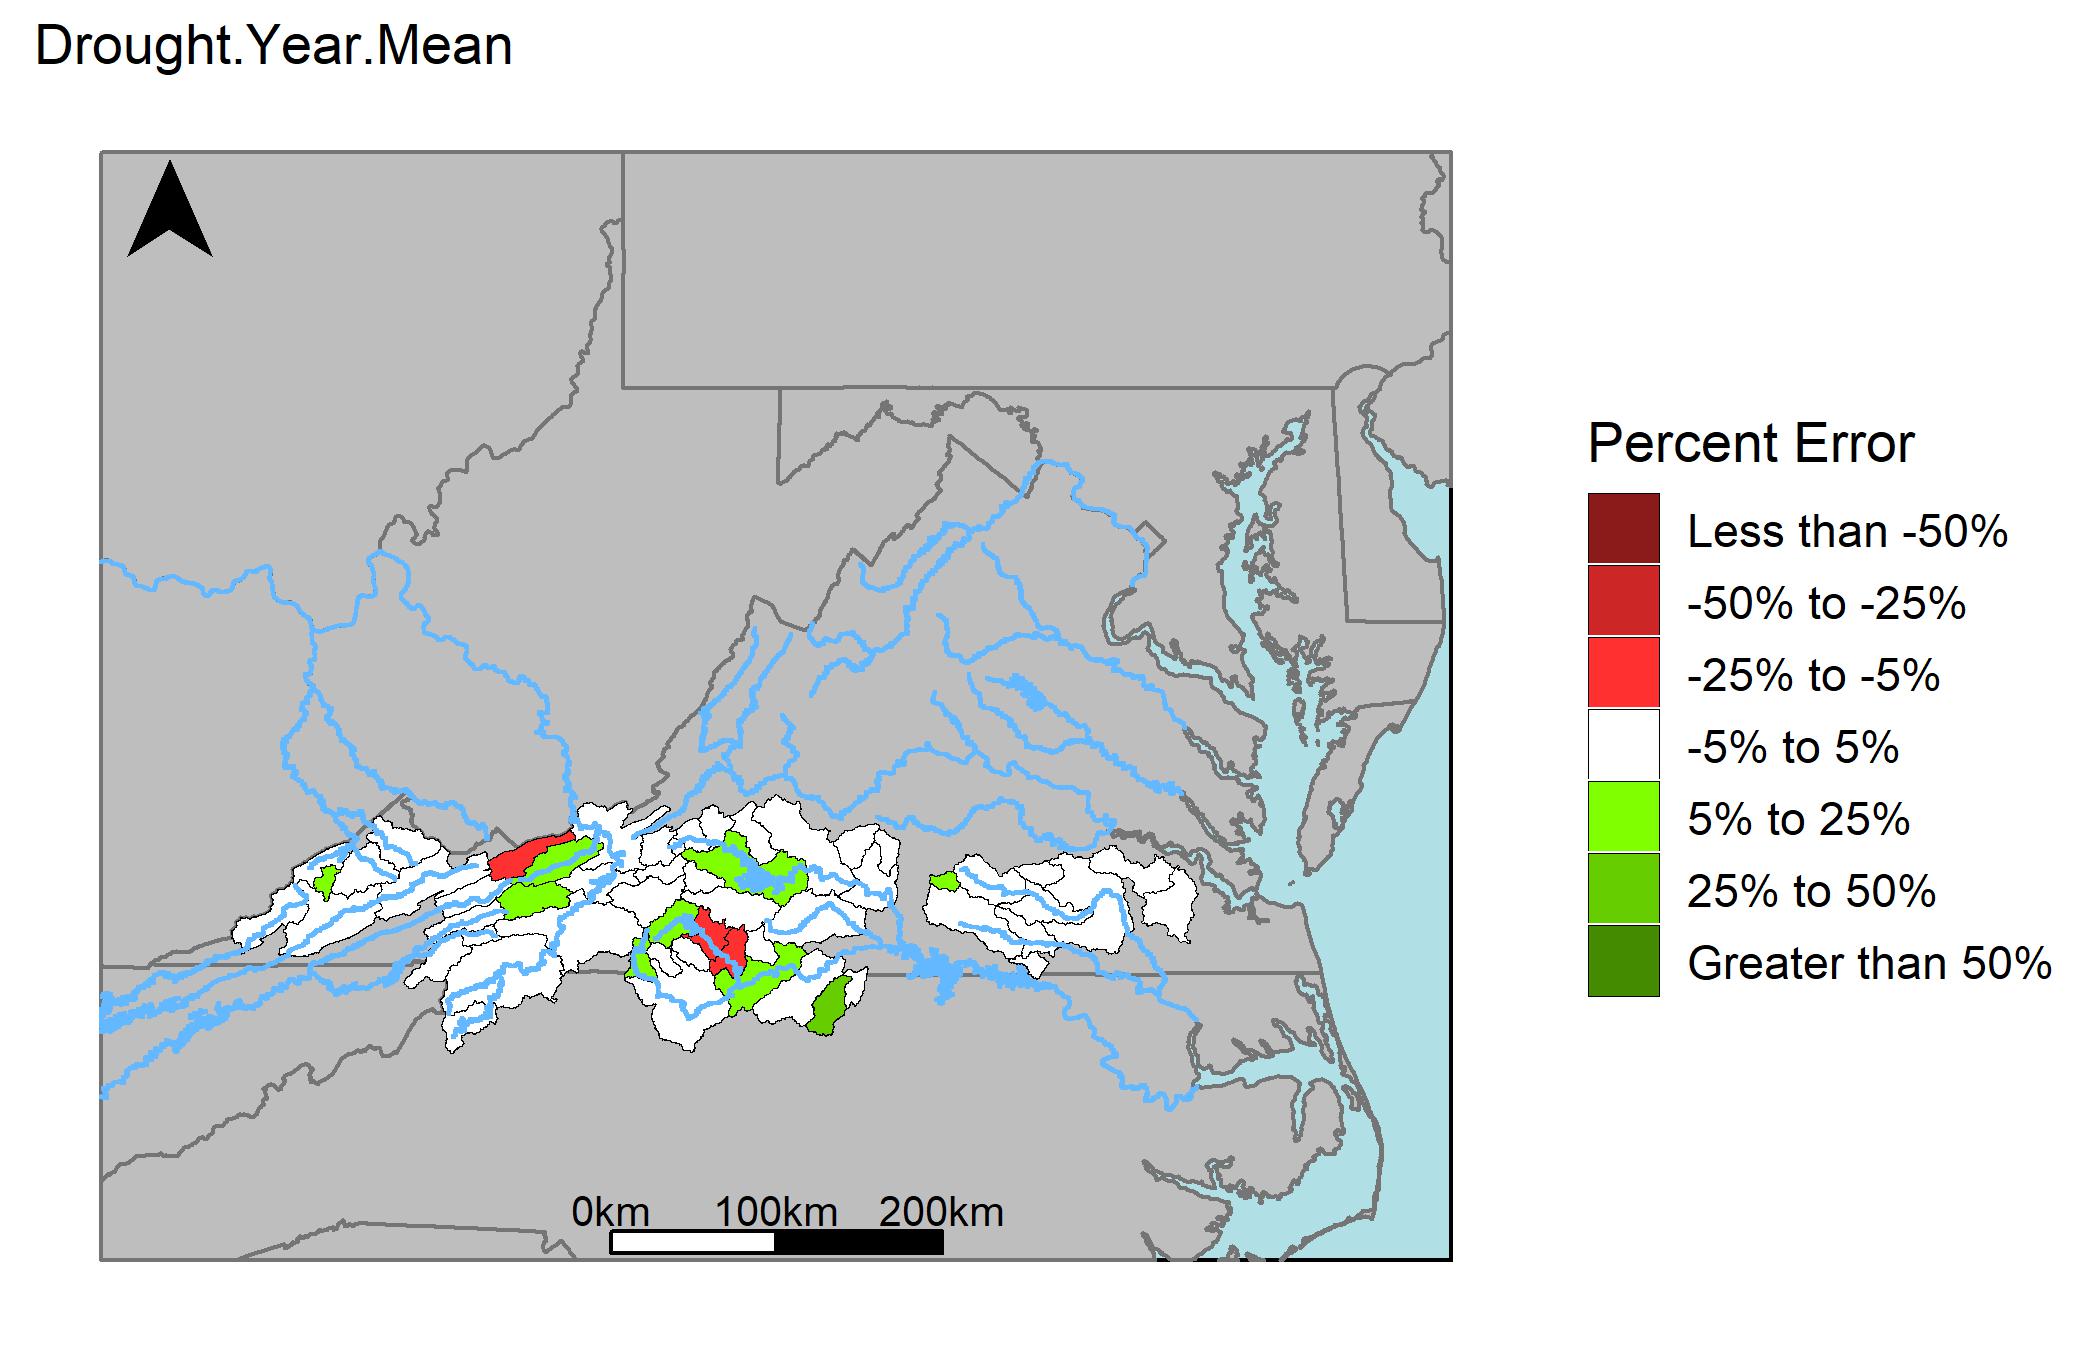 Drought.Year.Mean
Percent Error
Less than -50%
-50% to -25%
-25% to -5%
-5% to 5%
5% to 25%
25% to 50%
Greater than 50%
0km 100km 200km